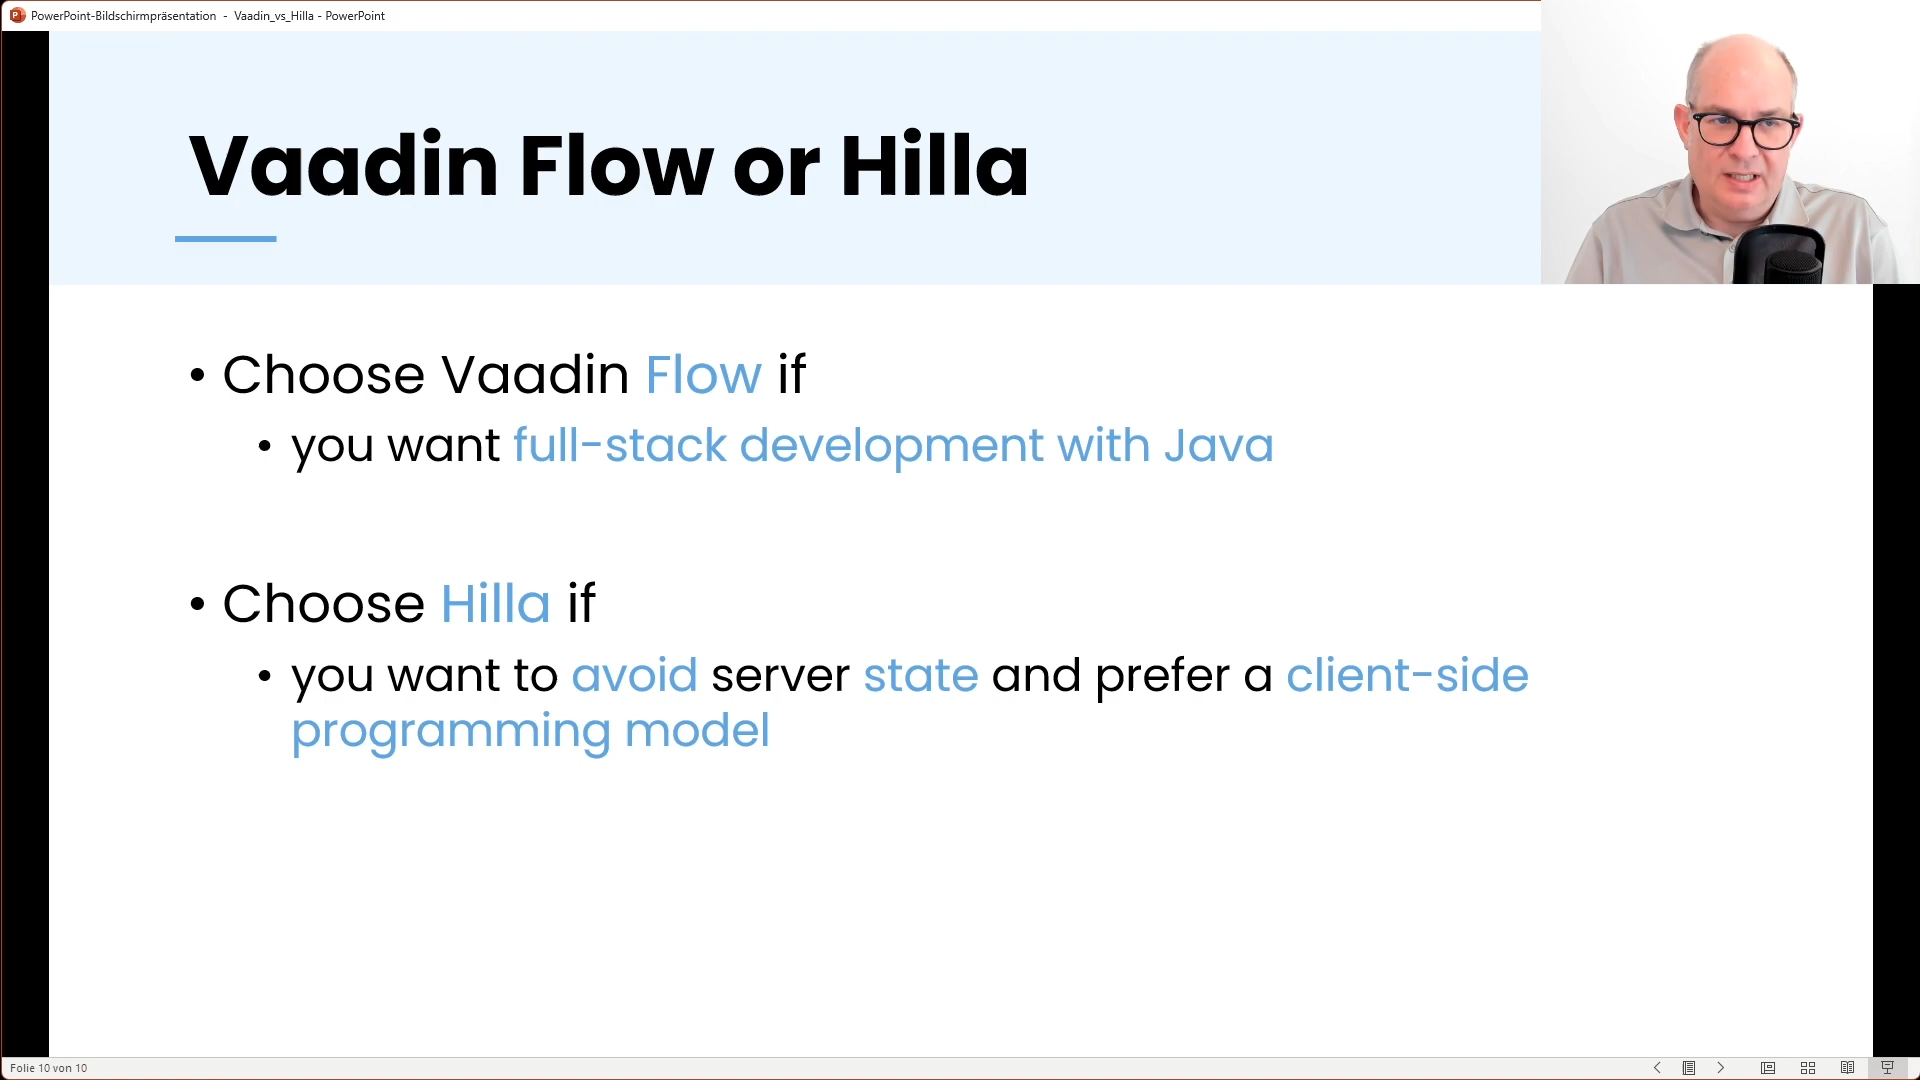 PowerPoint-Bildschirmpräsentation - Vaadin_vs_Hilla - PowerPoint
Vaadin Flow or Hilla
• Choose Vaadin Flow if
• you want full-stack development with Java
• Choose Hilla if
• you want to avoid server state and prefer a client-side
programming model
Folie 10 von 10